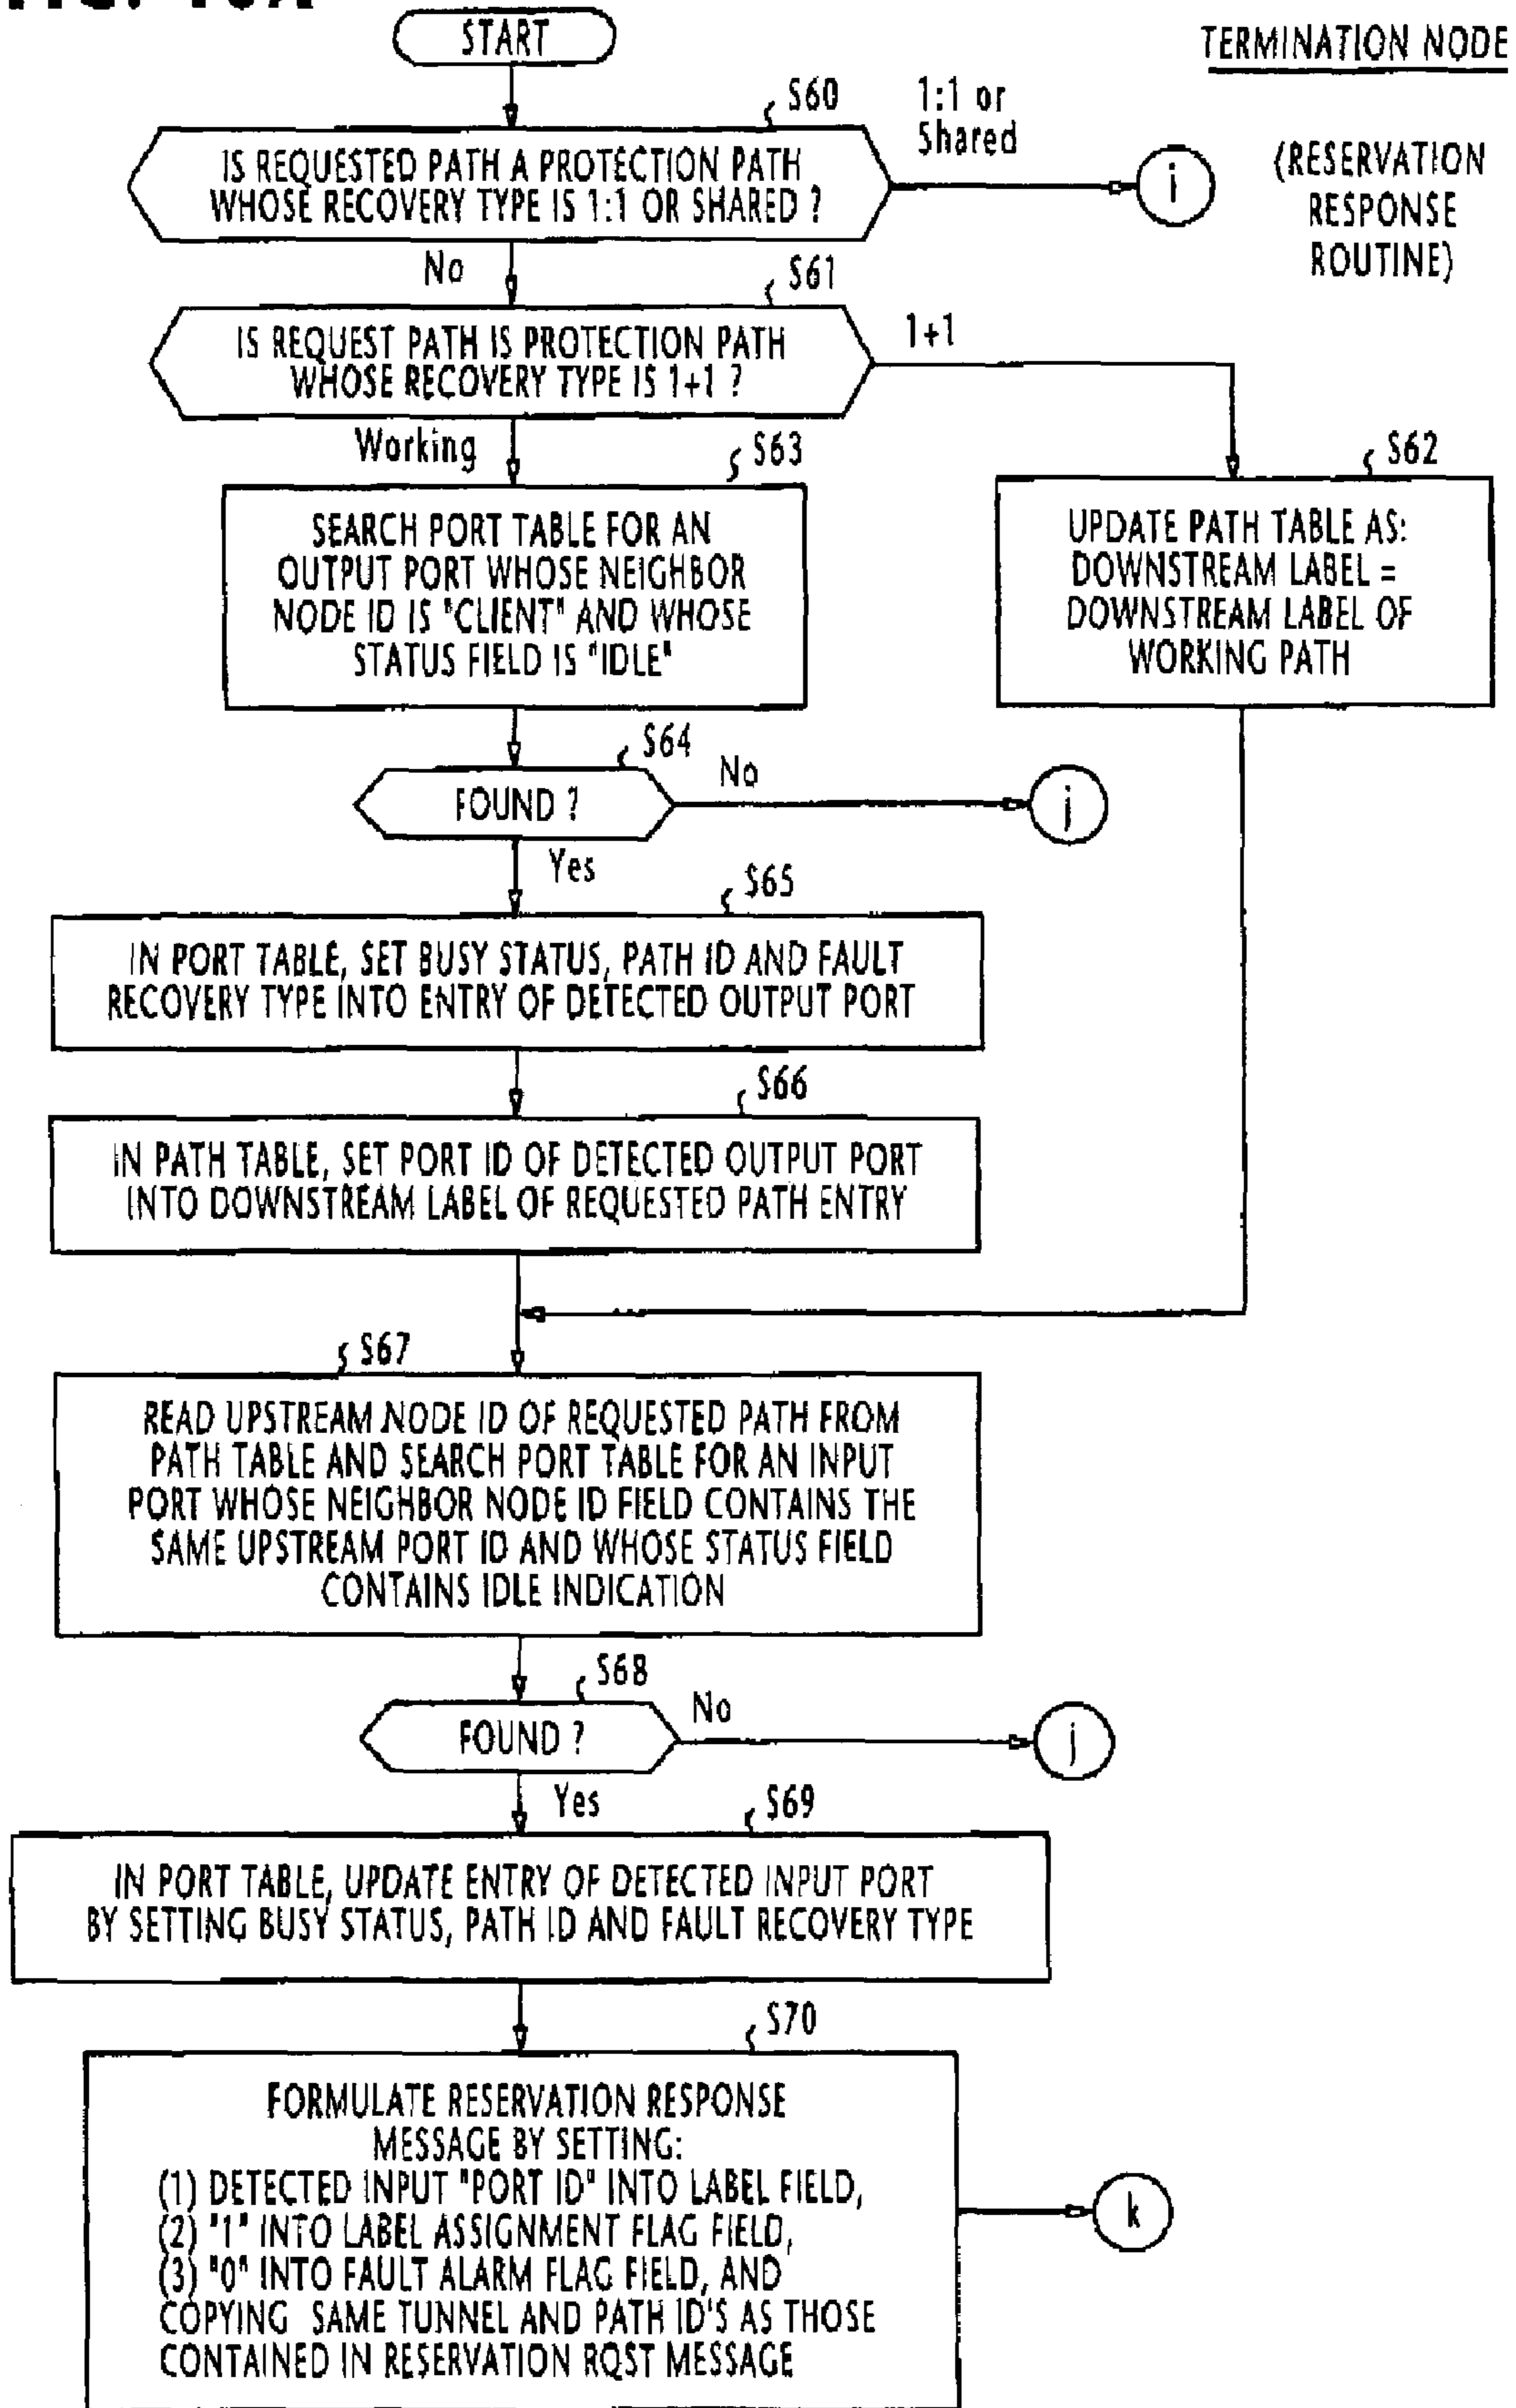 START
TERMINATION NODE
(RESERVATION
RESPONSE
ROUTINE)
S60
1:1 or
Shared
IS REQUESTED PATH A PROTECTION PATH
WHOSE RECOVERY TYPE IS 1:1 OR SHARED ?
i
No
S61
IS REQUEST PATH IS PROTECTION PATH
WHOSE RECOVERY TYPE IS 1+1 ?
1+1
Working
S63
SEARCH PORT TABLE FOR AN
OUTPUT PORT WHOSE NEIGHBOR
NODE ID IS "CLIENT" AND WHOSE
STATUS FIELD IS "IDLE"
S62
UPDATE PATH TABLE AS:
DOWNSTREAM LABEL =
DOWNSTREAM LABEL OF
WORKING PATH
S64
FOUND ?
No
j
Yes
S65
IN PORT TABLE, SET BUSY STATUS, PATH ID AND FAULT
RECOVERY TYPE INTO ENTRY OF DETECTED OUTPUT PORT
S66
IN PATH TABLE, SET PORT ID OF DETECTED OUTPUT PORT
INTO DOWNSTREAM LABEL OF REQUESTED PATH ENTRY
S67
READ UPSTREAM NODE ID OF REQUESTED PATH FROM
PATH TABLE AND SEARCH PORT TABLE FOR AN INPUT
PORT WHOSE NEIGHBOR NODE ID FIELD CONTAINS THE
SAME UPSTREAM PORT ID AND WHOSE STATUS FIELD
CONTAINS IDLE INDICATION
S68
FOUND ?
No
j
Yes
S69
IN PORT TABLE, UPDATE ENTRY OF DETECTED INPUT PORT
BY SETTING BUSY STATUS, PATH ID AND FAULT RECOVERY TYPE
S70
FORMULATE RESERVATION RESPONSE
MESSAGE BY SETTING:
(1) DETECTED INPUT "PORT ID" INTO LABEL FIELD,
(2) "1" INTO LABEL ASSIGNMENT FLAG FIELD,
(3) "0" INTO FAULT ALARM FLAG FIELD, AND
COPYING SAME TUNNEL AND PATH ID'S AS THOSE
CONTAINED IN RESERVATION RQST MESSAGE
k